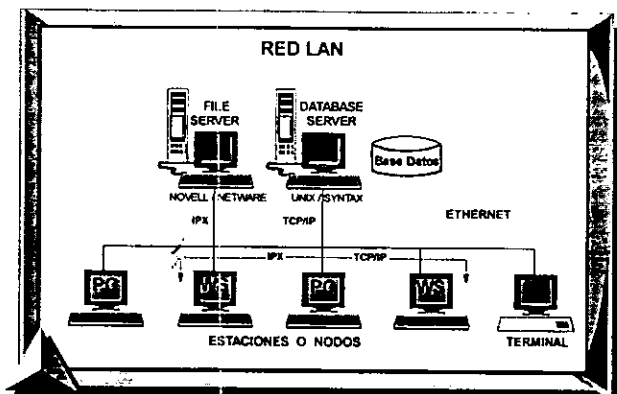 RED LAN
FILE SERVER
DATABASE SERVER
Base Datos
NOVELL / NETWARE
UNIX / SYNTAX
IPX
TCP/IP
ETHERNET
IPX
TCP/IP
PC
WS
PC
WS
ESTACIONES O NODOS
TERMINAL